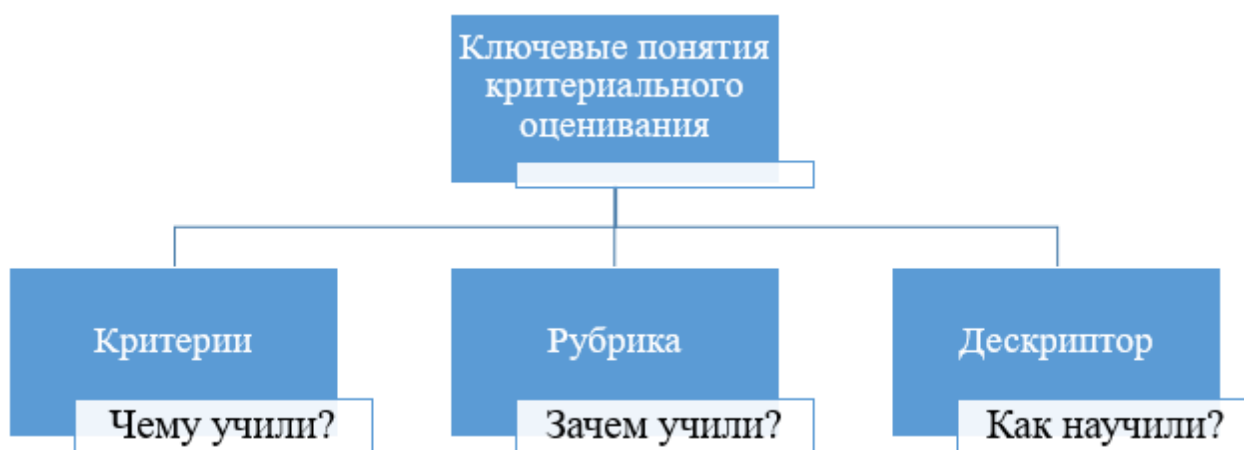 Ключевые понятия
критериального
оценивания
Критерии
Рубрика
Дескриптор
Чему учили?
Зачем учили?
Как научили?